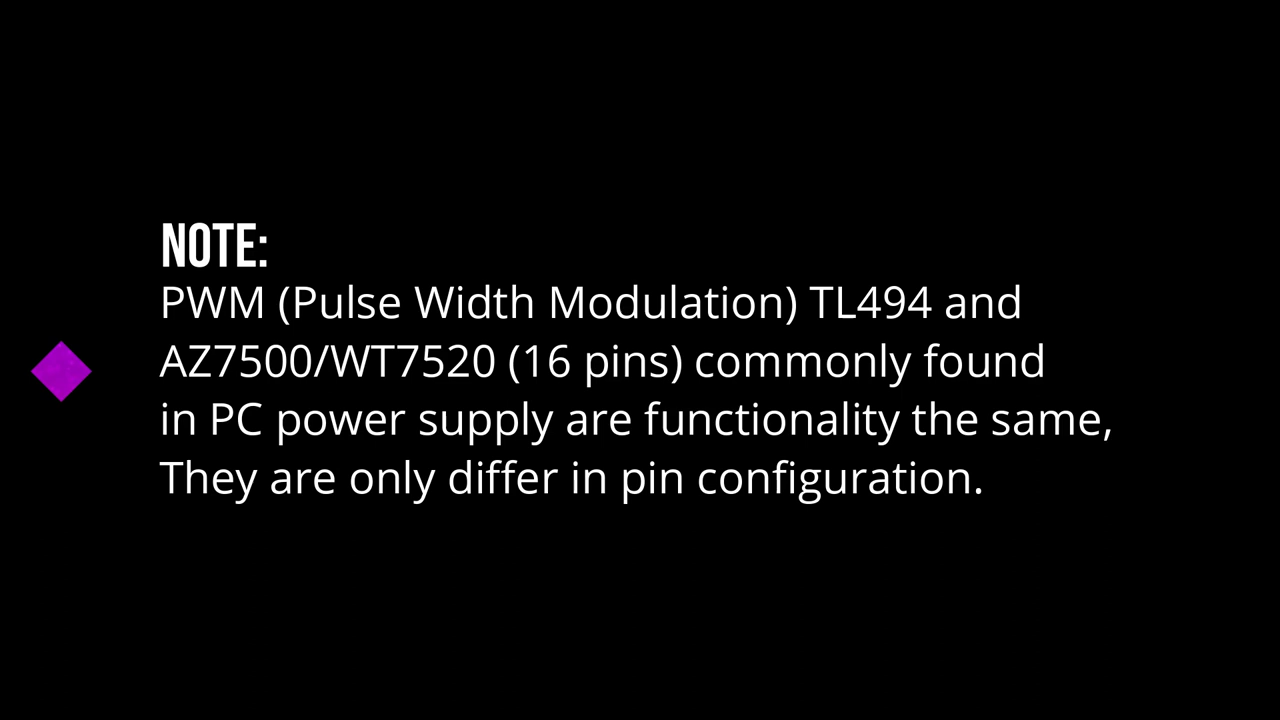 NOTE:
PWM (Pulse Width Modulation) TL494 and
AZ7500/WT7520 (16 pins) commonly found
in PC power supply are functionality the same,
They are only differ in pin configuration.